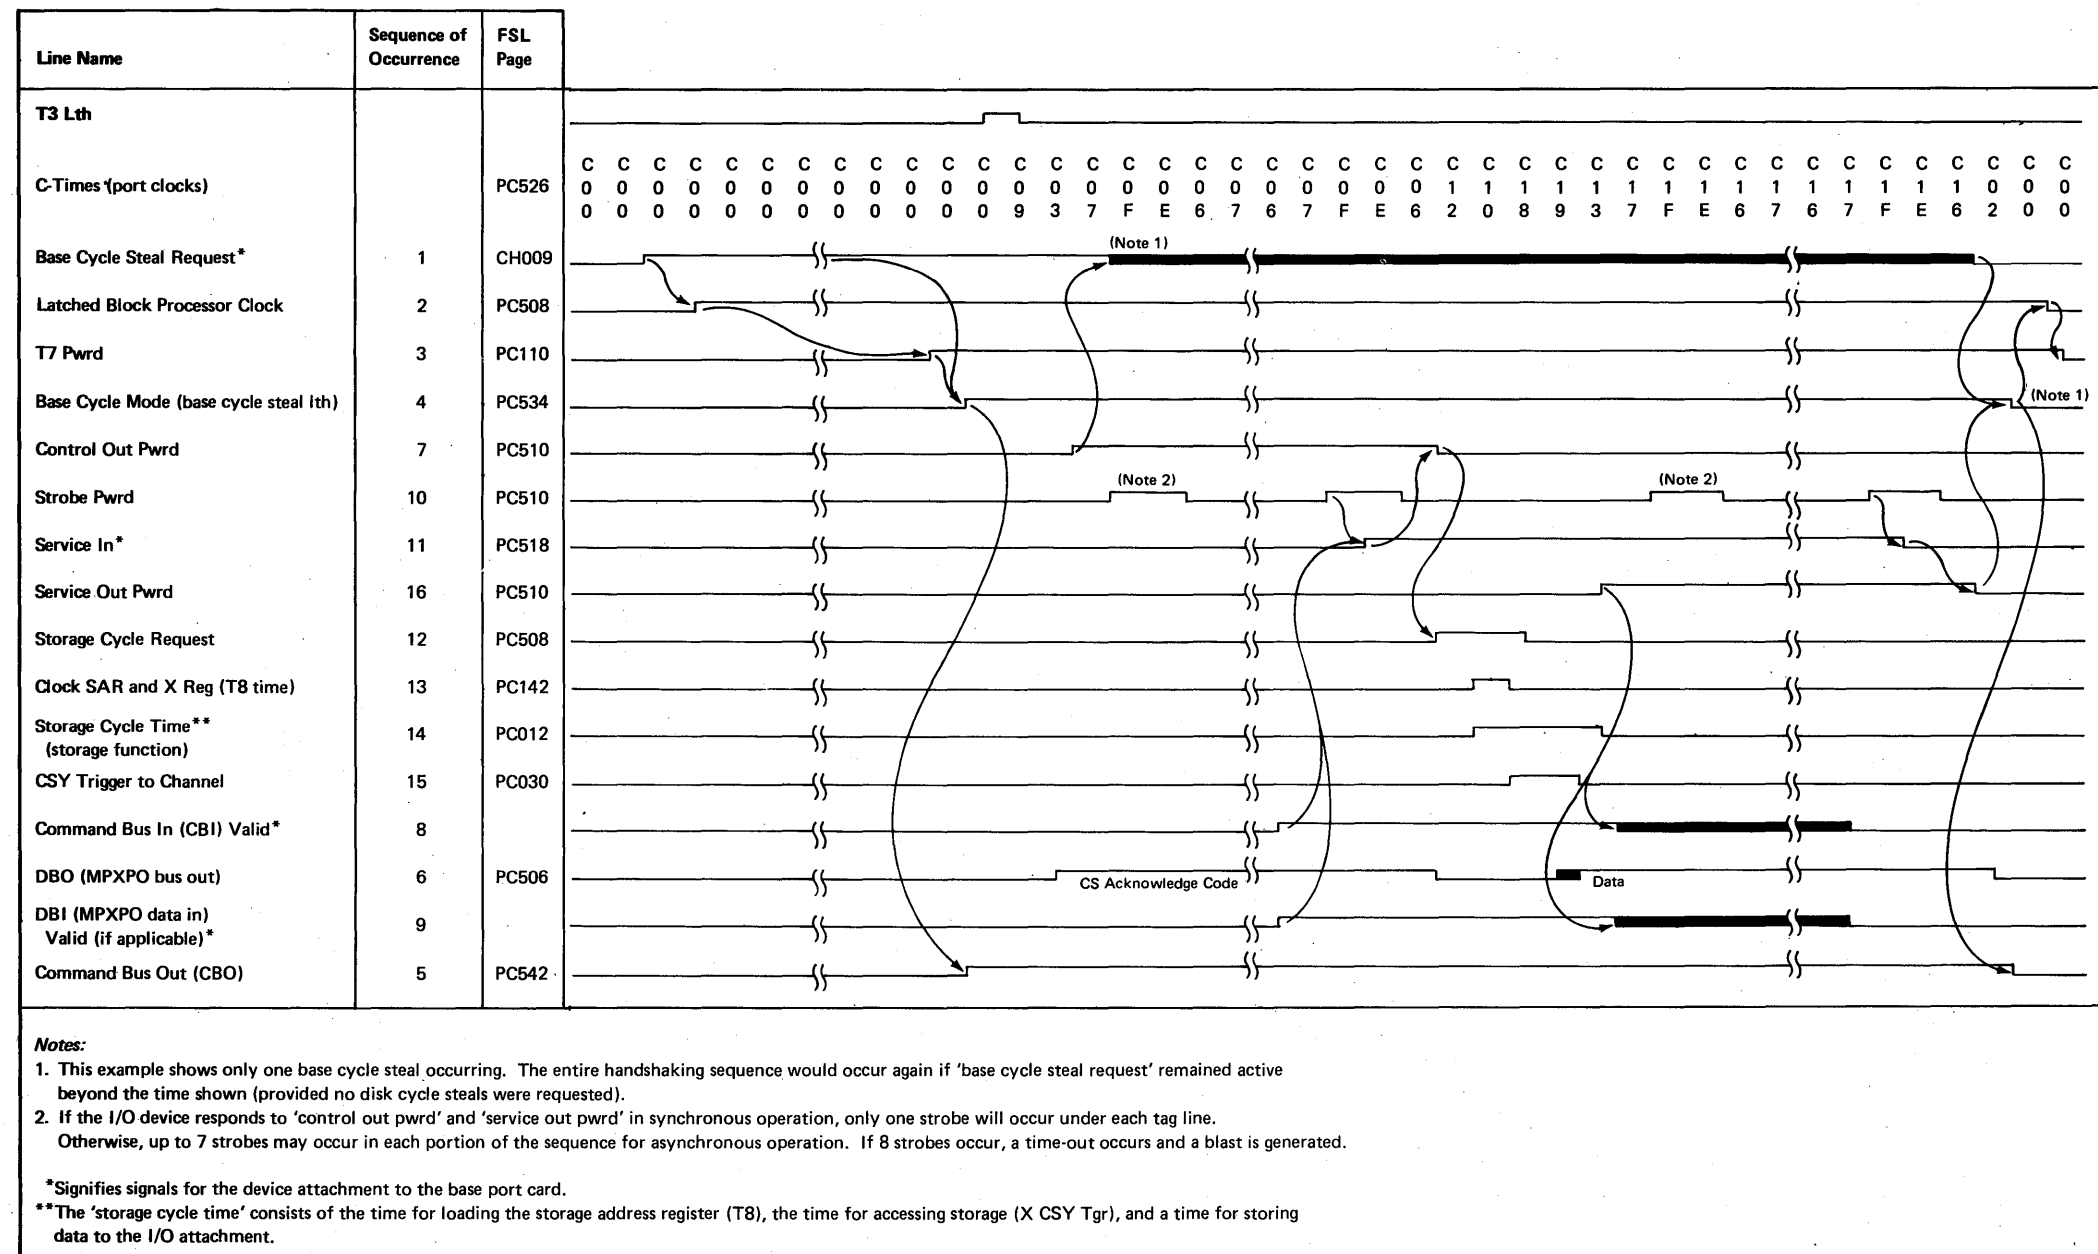 Line Name
Sequence of
Occurrence
FSL
Page
T3 Lth
C-Times (port clocks) PC526
C C C C C C C C C C C C C C C C C C C C C C C C C C C C C C C C C C C C C C C C C C
0 0 0 0 0 0 0 0 0 0 0 0 0 0 0 0 0 0 0 0 0 0 0 0 1 1 1 1 1 1 1 1 1 1 1 1 1 1 1 0 0 0
0 0 0 0 0 0 0 0 0 0 0 0 9 3 7 F E 6 7 6 7 F E 6 2 0 8 9 3 7 F E 6 7 6 7 F E 6 2 0 0
(Note 1)
Base Cycle Steal Request* 1 CH009
Latched Block Processor Clock 2 PC508
T7 Pwrd 3 PC110
Base Cycle Mode (base cycle steal lth) 4 PC534
(Note 1)
Control Out Pwrd 7 PC510
(Note 2) (Note 2)
Strobe Pwrd 10 PC510
Service In* 11 PC518
Service Out Pwrd 16 PC510
Storage Cycle Request 12 PC508
Clock SAR and X Reg (T8 time) 13 PC142
Storage Cycle Time**
(storage function) 14 PC012
CSY Trigger to Channel 15 PC030
Command Bus In (CBI) Valid* 8
DBO (MPXPO bus out) 6 PC506
CS Acknowledge Code Data
DBI (MPXPO data in)
Valid (if applicable)* 9
Command Bus Out (CBO) 5 PC542
Notes:
1. This example shows only one base cycle steal occurring. The entire handshaking sequence would occur again if 'base cycle steal request' remained active
beyond the time shown (provided no disk cycle steals were requested).
2. If the I/O device responds to 'control out pwrd' and 'service out pwrd' in synchronous operation, only one strobe will occur under each tag line.
Otherwise, up to 7 strobes may occur in each portion of the sequence for asynchronous operation. If 8 strobes occur, a time-out occurs and a blast is generated.
*Signifies signals for the device attachment to the base port card.
**The 'storage cycle time' consists of the time for loading the storage address register (T8), the time for accessing storage (X CSY Tgr), and a time for storing
data to the I/O attachment.